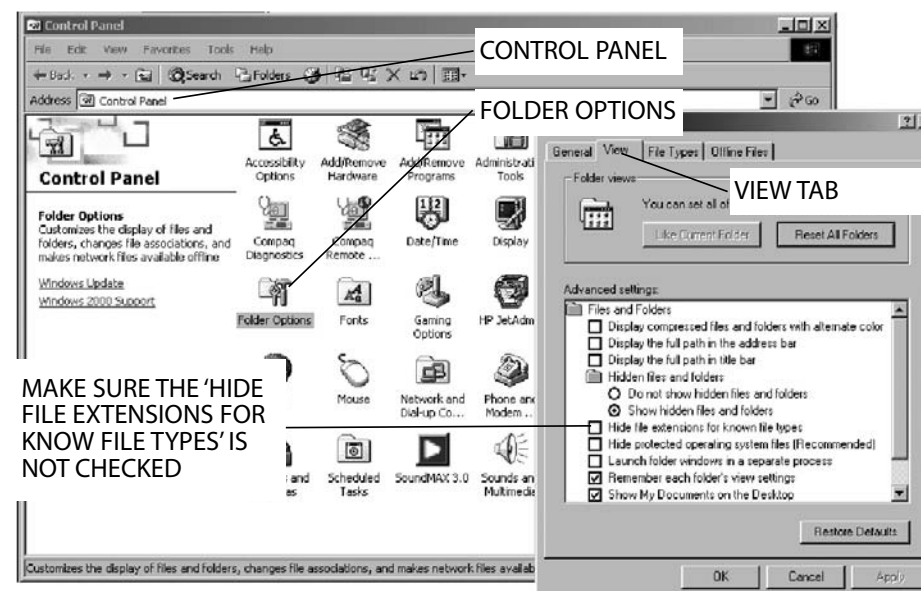 Control Panel
File Edit View Favorites Tools Help
CONTROL PANEL
Back Search Folders
Address Control Panel Go
FOLDER OPTIONS
Control Panel
Folder Options
Customizes the display of files and
folders, changes file associations, and
makes network files available offline
Windows Update
Windows 2000 Support
Accessibility
Options
Add/Remove
Hardware
Add/Remove
Programs
Administrati
Tools
Compaq
Diagnostics
Compaq
Remote ...
Date/Time
Display
Folder Options
Fonts
Gaming
Options
HP JetAdm
Mouse
Network and
Dial-up Co...
Phone and
Modem ...
and
Scheduled
Tasks
SoundMAX 3.0
Sounds an
Multimedia
MAKE SURE THE ‘HIDE
FILE EXTENSIONS FOR
KNOW FILE TYPES’ IS
NOT CHECKED
Customizes the display of files and folders, changes file associations, and makes network files availab
General View File Types Offline Files
VIEW TAB
Folder views
You can set all of
Like Current Folder Reset All Folders
Advanced settings:
Files and Folders
Display compressed files and folders with alternate color
Display the full path in the address bar
Display the full path in title bar
Hidden files and folders
Do not show hidden files and folders
Show hidden files and folders
Hide file extensions for known file types
Hide protected operating system files (Recommended)
Launch folder windows in a separate process
Remember each folder's view settings
Show My Documents on the Desktop
Restore Defaults
OK Cancel Apply